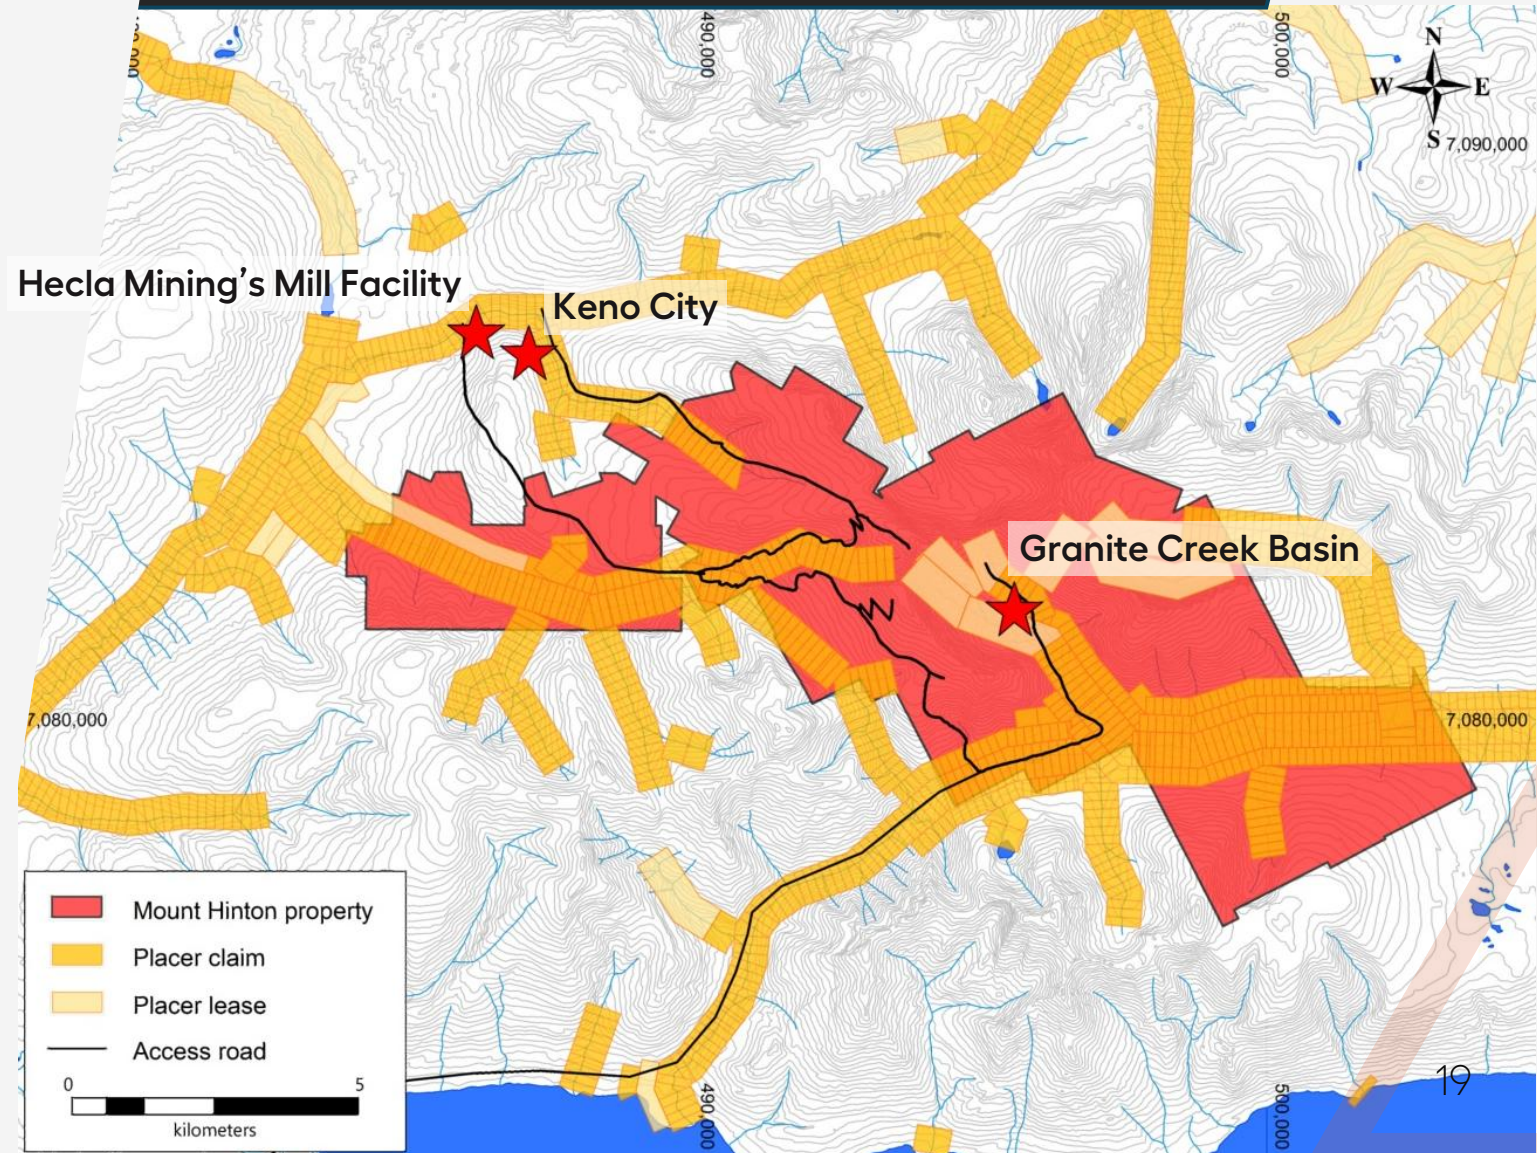 490,000
500,000
N
W E
S
7,090,000
Hecla Mining’s Mill Facility
Keno City
Granite Creek Basin
7,080,000
7,080,000
Mount Hinton property
Placer claim
Placer lease
Access road
0 5
kilometers
490,000
500,000
19